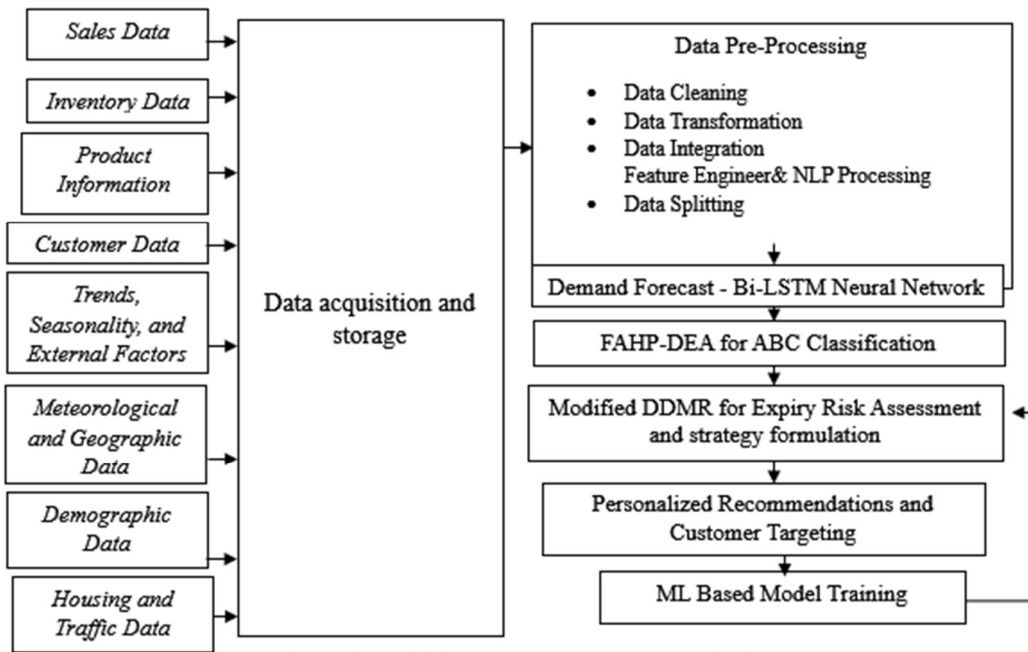 Sales Data
Inventory Data
Product
Information
Customer Data
Trends,
Seasonality, and
External Factors
Meteorological
and Geographic
Data
Demographic
Data
Housing and
Traffic Data
Data acquisition and
storage
Data Pre-Processing
• Data Cleaning
• Data Transformation
• Data Integration
Feature Engineer& NLP Processing
• Data Splitting
Demand Forecast - Bi-LSTM Neural Network
FAHP-DEA for ABC Classification
Modified DDMR for Expiry Risk Assessment
and strategy formulation
Personalized Recommendations and
Customer Targeting
ML Based Model Training